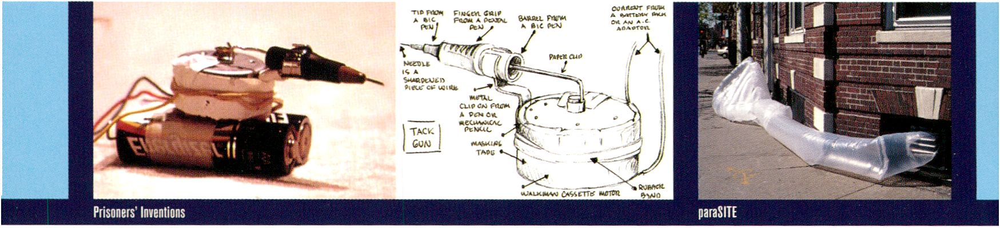 TIP FROM
A BIC
PEN
FINGER GRIP
FROM A PENTAL
PEN
BARREL FROM
A BIC PEN
CURRENT FROM
A BATTERY PACK
OR AN A.C.
ADAPTOR
PAPER CLIP
NEEDLE
IS A
SHARPENED
PIECE OF WIRE
METAL
CLIP ON FROM
A PEN OR
MECHANICAL
PENCIL
TACK
GUN
MASKING
TAPE
WALKMAN CASSETTE MOTOR
RUBBER
BAND
Prisoners' Inventions
paraSITE